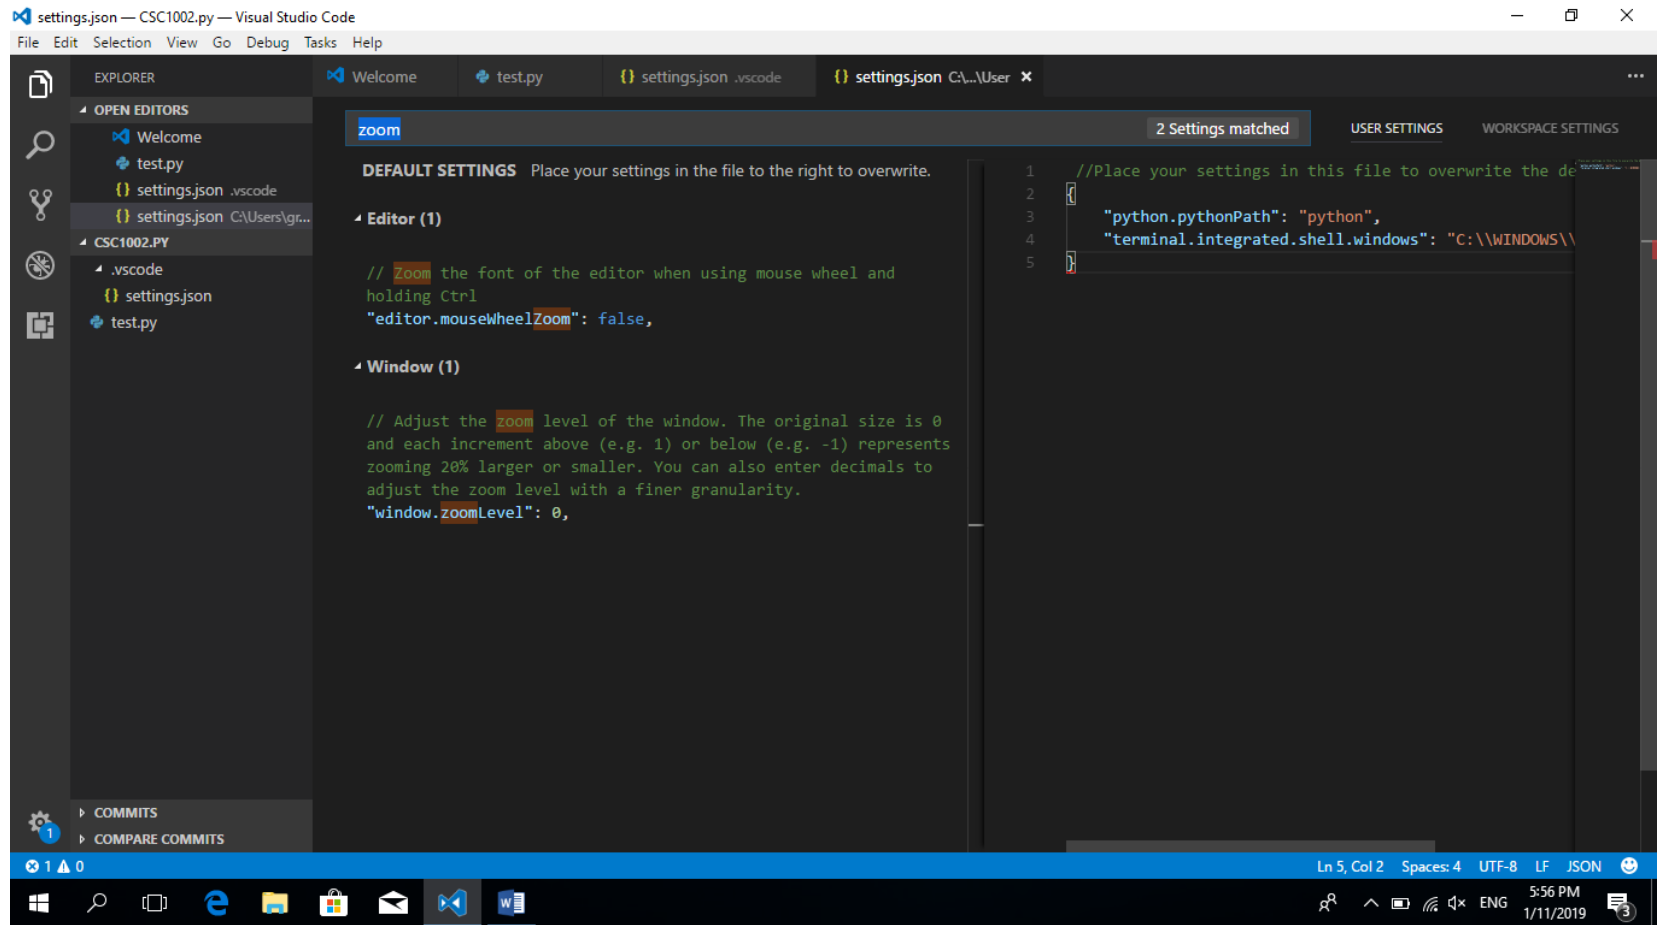 settings.json — CSC1002.py — Visual Studio Code
File Edit Selection View Go Debug Tasks Help
EXPLORER
OPEN EDITORS
Welcome
test.py
{} settings.json .vscode
{} settings.json C:\Users\gr...
CSC1002.PY
.vscode
{} settings.json
test.py
COMMITS
COMPARE COMMITS
1
Welcome
test.py
{} settings.json .vscode
{} settings.json C:\...\User
zoom
2 Settings matched
USER SETTINGS
WORKSPACE SETTINGS
DEFAULT SETTINGS Place your settings in the file to the right to overwrite.
Editor (1)
// Zoom the font of the editor when using mouse wheel and
holding Ctrl
"editor.mouseWheelZoom": false,
Window (1)
// Adjust the zoom level of the window. The original size is 0
and each increment above (e.g. 1) or below (e.g. -1) represents
zooming 20% larger or smaller. You can also enter decimals to
adjust the zoom level with a finer granularity.
"window.zoomLevel": 0,
1 //Place your settings in this file to overwrite the de
2 {
3 "python.pythonPath": "python",
4 "terminal.integrated.shell.windows": "C:\\WINDOWS\\
5 }
1 0
Ln 5, Col 2 Spaces: 4 UTF-8 LF JSON
ENG
5:56 PM
1/11/2019
3